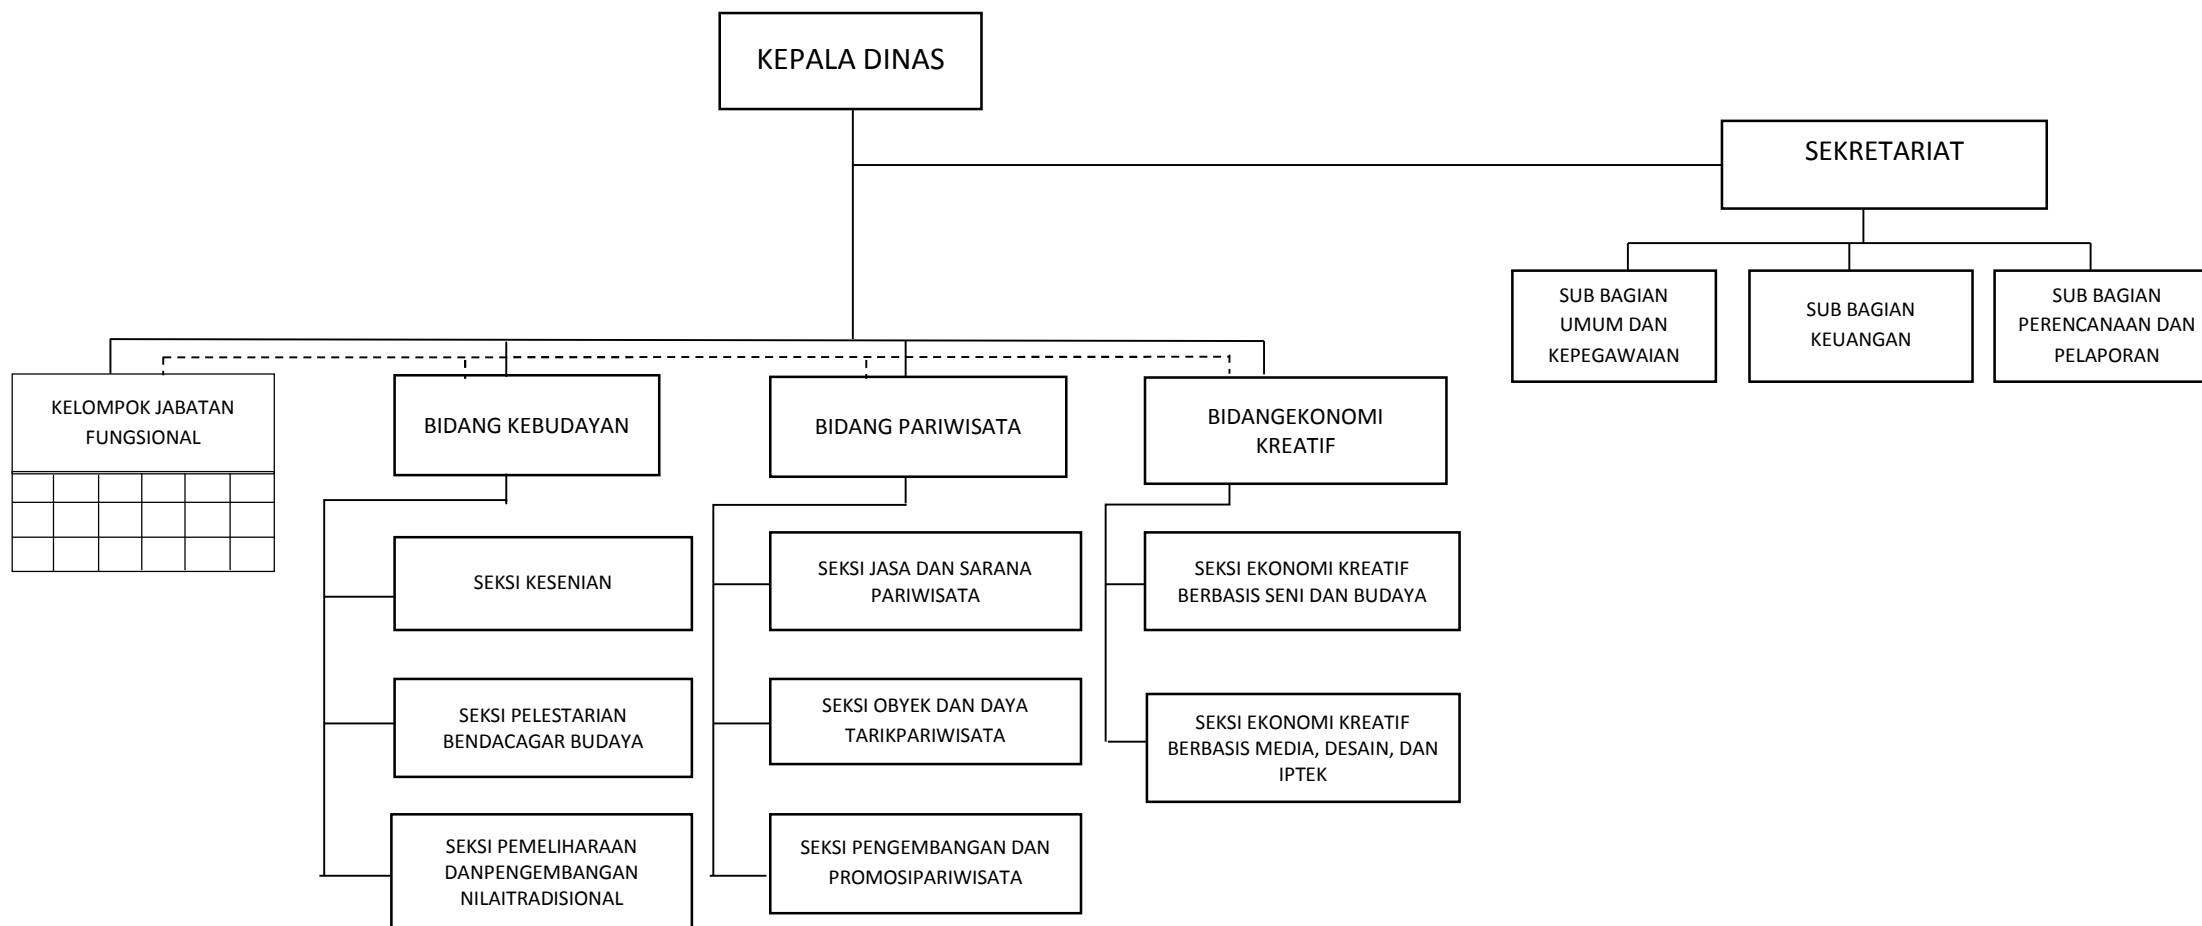 KEPALA DINAS
SEKRETARIAT
SUB BAGIAN
UMUM DAN
KEPEGAWAIAN
SUB BAGIAN
KEUANGAN
SUB BAGIAN
PERENCANAAN DAN
PELAPORAN
KELOMPOK JABATAN
FUNGSIONAL
BIDANG KEBUDAYAN
BIDANG PARIWISATA
BIDANGEKONOMI
KREATIF
SEKSI KESENIAN
SEKSI PELESTARIAN
BENDACAGAR BUDAYA
SEKSI PEMELIHARAAN
DANPENGEMBANGAN
NILAITRADISIONAL
SEKSI JASA DAN SARANA
PARIWISATA
SEKSI OBYEK DAN DAYA
TARIKPARIWISATA
SEKSI PENGEMBANGAN DAN
PROMOSIPARIWISATA
SEKSI EKONOMI KREATIF
BERBASIS SENI DAN BUDAYA
SEKSI EKONOMI KREATIF
BERBASIS MEDIA, DESAIN, DAN
IPTEK